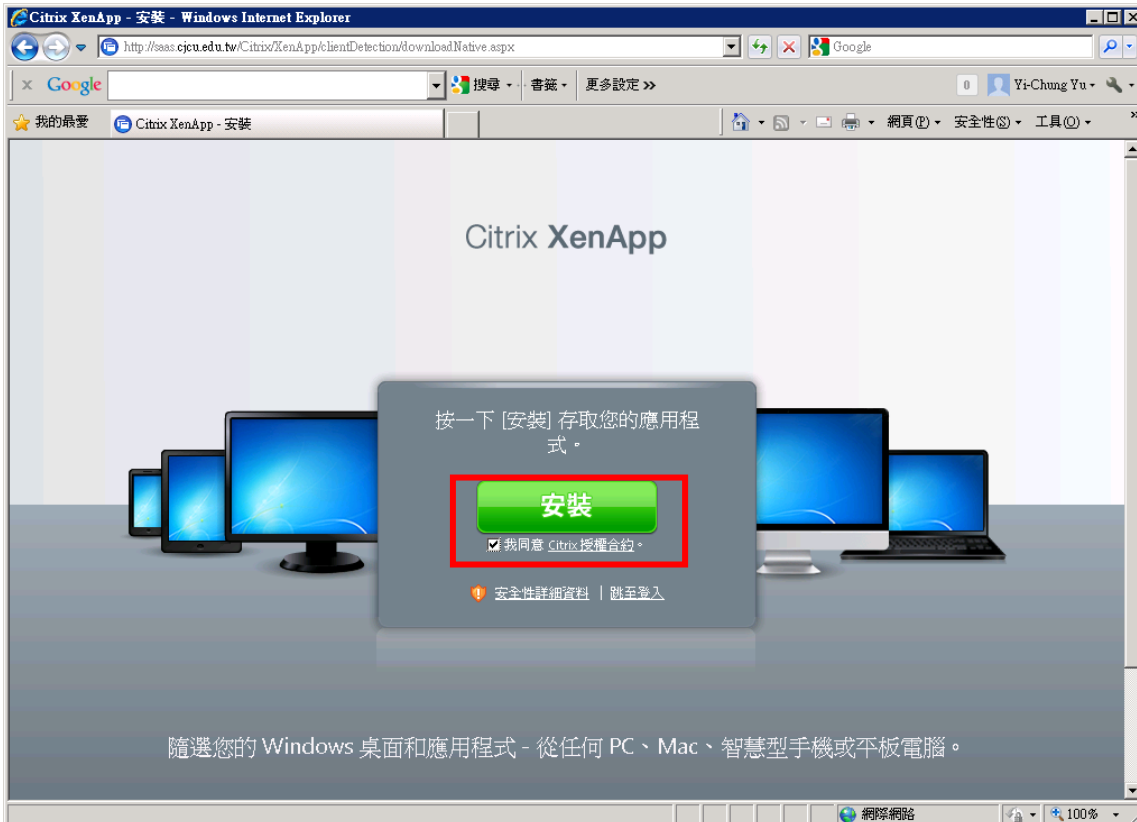 Citrix XenApp - 安裝 - Windows Internet Explorer
http://saas.cjcu.edu.tw/Citrix/XenApp/clientDetection/downloadNative.aspx
Google
Google
搜尋
書籤
更多設定 >>
0
Yi-Chung Yu
我的最愛
Citrix XenApp - 安裝
網頁(P)
安全性(S)
工具(O)
Citrix XenApp
按一下 [安裝] 存取您的應用程
式。
安裝
我同意 Citrix 授權合約。
安全性詳細資料 | 跳至登入
隨選您的 Windows 桌面和應用程式 - 從任何 PC、Mac、智慧型手機或平板電腦。
網際網路
100%